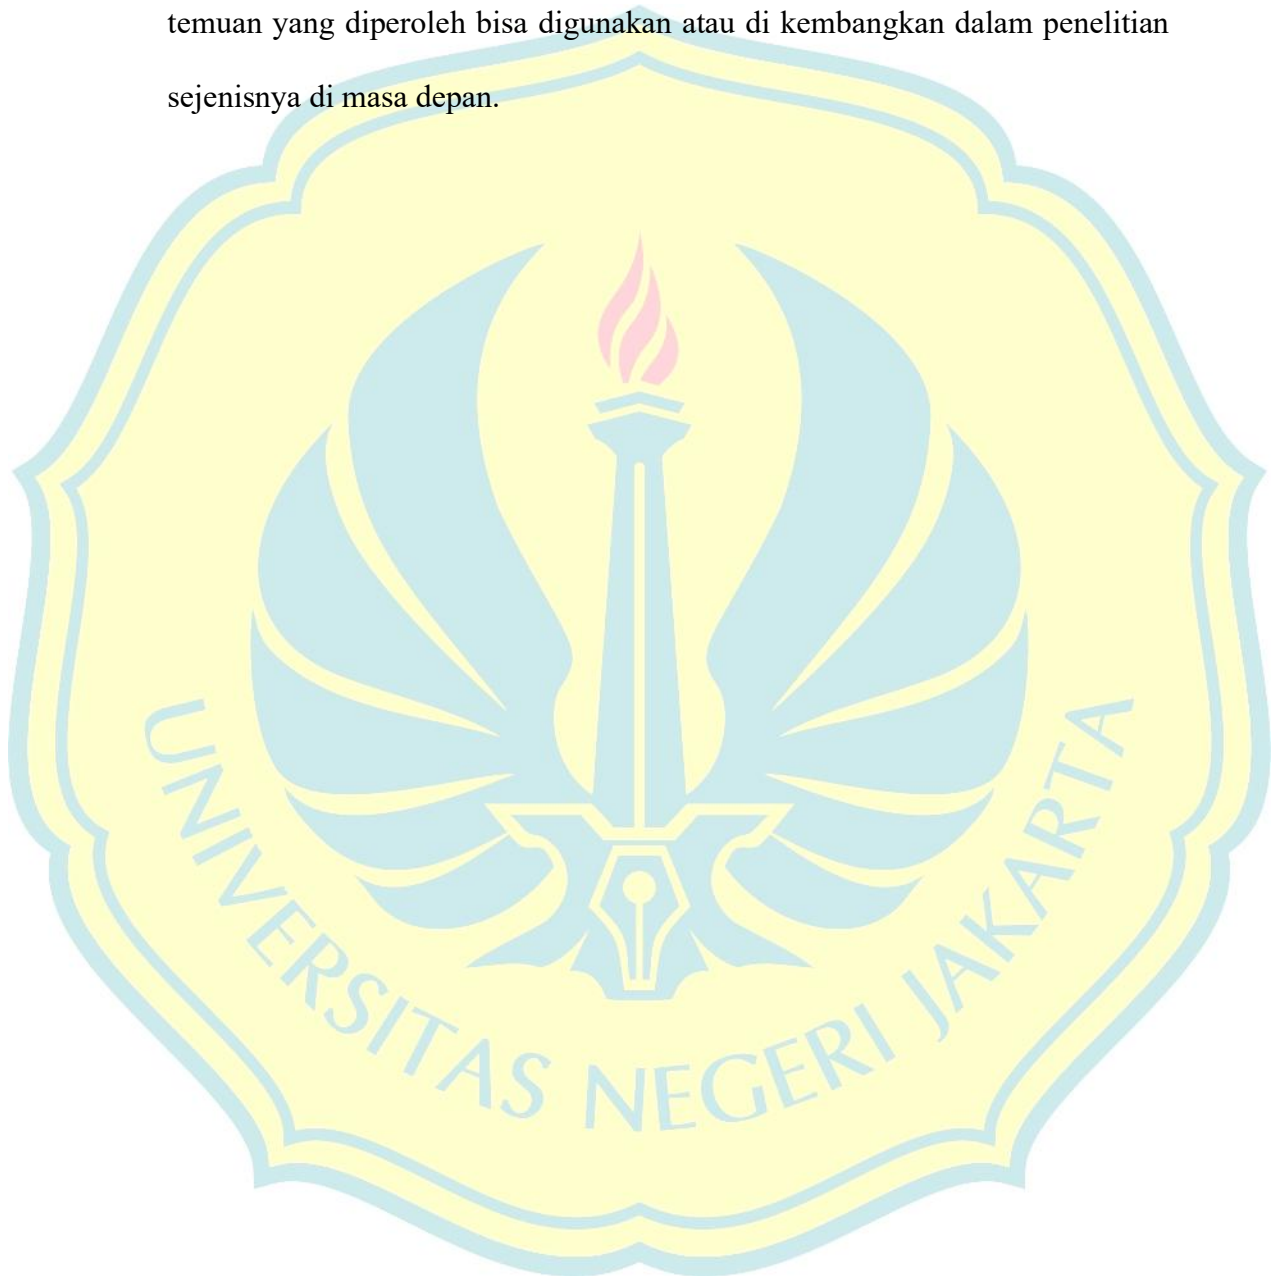 temuan yang diperoleh bisa digunakan atau di kembangkan dalam penelitian
sejenisnya di masa depan.
UNIVERSITAS NEGERI JAKARTA